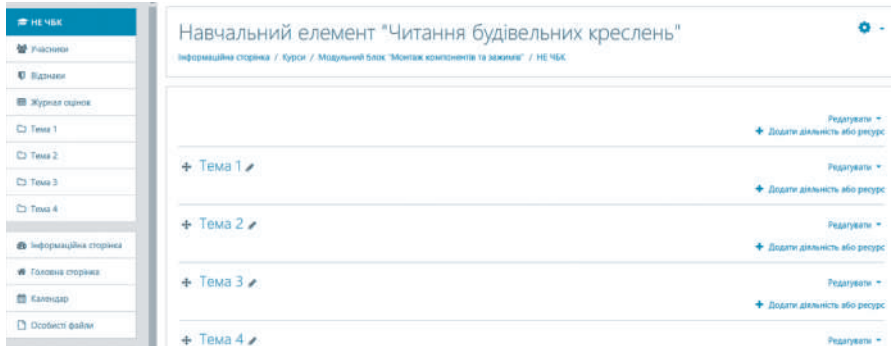 НЕ ЧБК
Учасники
Відзнаки
Журнал оцінок
Тема 1
Тема 2
Тема 3
Тема 4
Інформаційна сторінка
Головна сторінка
Календар
Особисті файли
Навчальний елемент "Читання будівельних креслень"
Інформаційна сторінка / Курси / Модульний блок "Монтаж компонентів та зажимів" / НЕ ЧБК
Редагувати
Додати діяльність або ресурс
Тема 1
Редагувати
Додати діяльність або ресурс
Тема 2
Редагувати
Додати діяльність або ресурс
Тема 3
Редагувати
Додати діяльність або ресурс
Тема 4
Редагувати